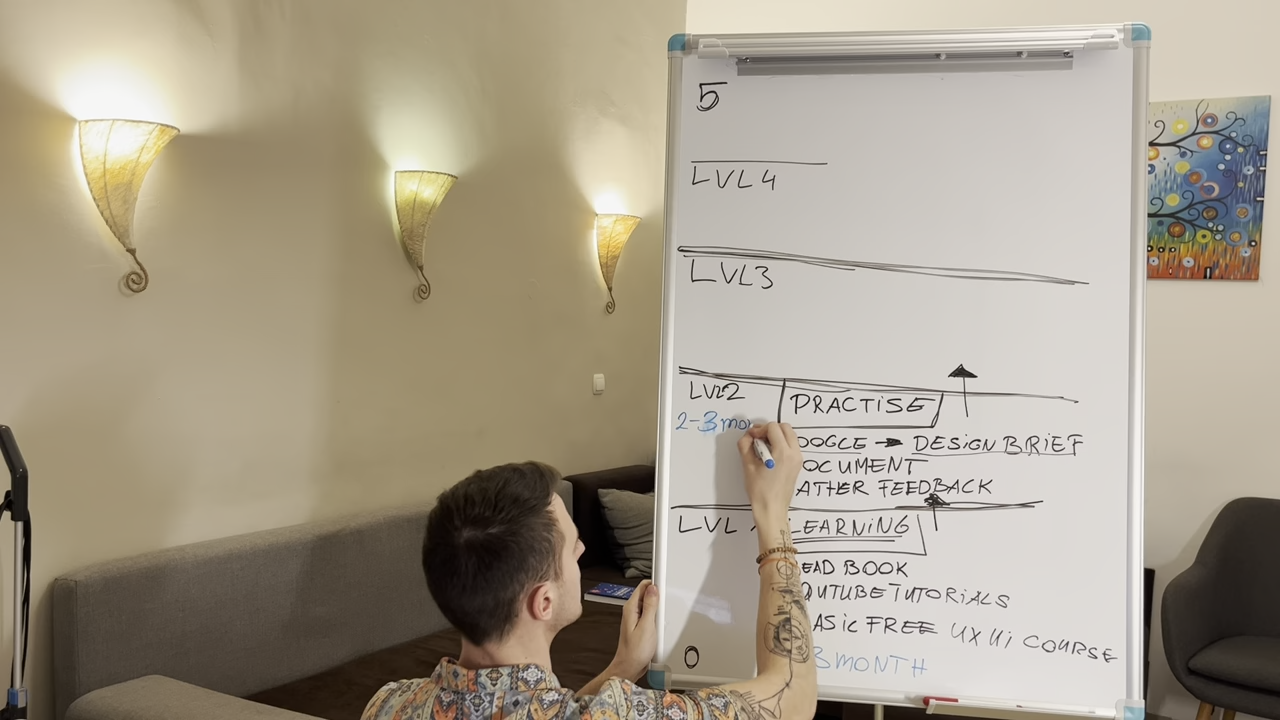 5
LVL4
LVL3
LVL2 PRACTISE
2-3 mon
OOGLE → DESIGN BRIEF
OCUMENT
ATHER FEEDBACK
LVL LEARNING
EAD BOOK
OUTUBE TUTORIALS
ASIC FREE UX UI COURSE
3 MONTH
0